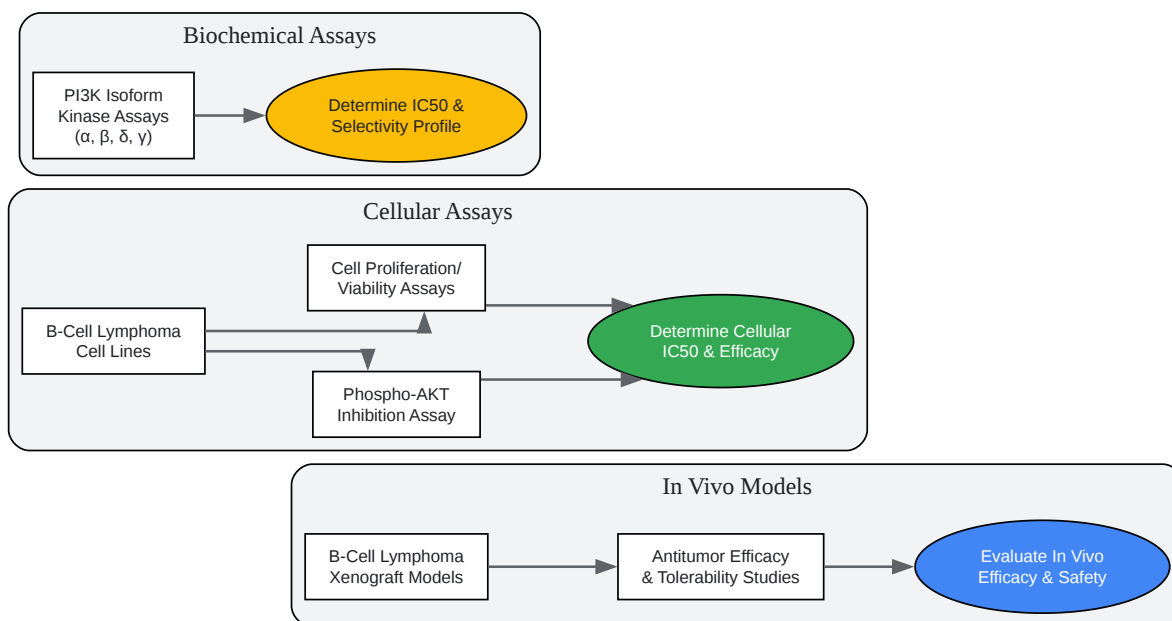 Biochemical Assays
PI3K Isoform
Kinase Assays
(α, β, δ, γ)
Determine IC50 &
Selectivity Profile
Cellular Assays
B-Cell Lymphoma
Cell Lines
Cell Proliferation/
Viability Assays
Phospho-AKT
Inhibition Assay
Determine Cellular
IC50 & Efficacy
In Vivo Models
B-Cell Lymphoma
Xenograft Models
Antitumor Efficacy
& Tolerability Studies
Evaluate In Vivo
Efficacy & Safety